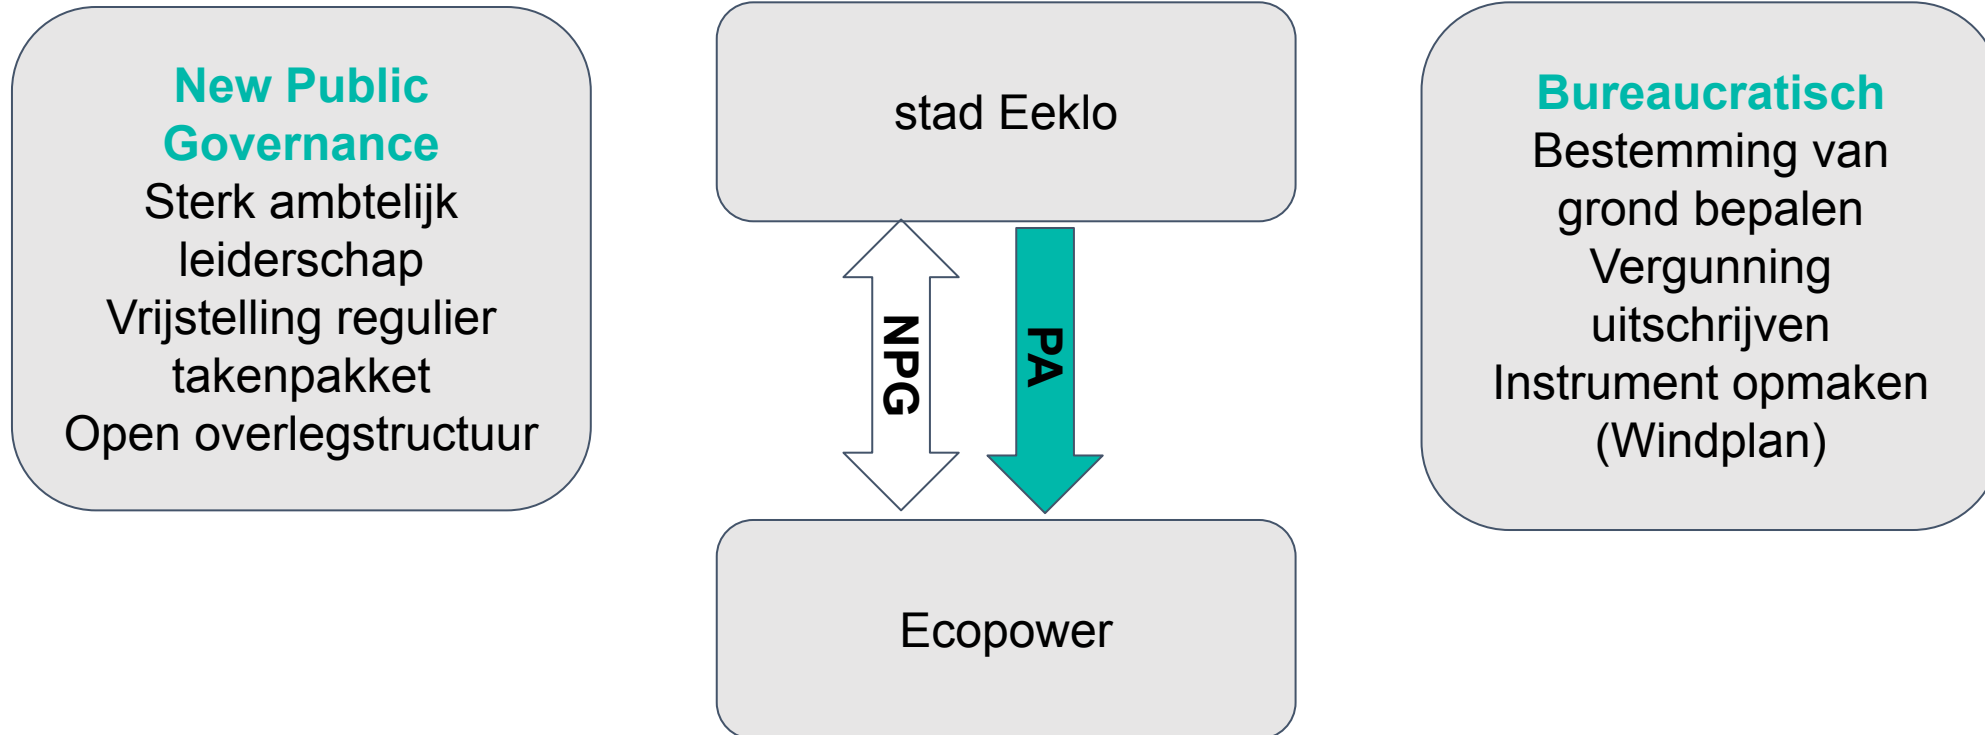 New Public
Governance
Sterk ambtelijk
leiderschap
Vrijstelling regulier
takenpakket
Open overlegstructuur
stad Eeklo
NPG
PA
Ecopower
Bureaucratisch
Bestemming van
grond bepalen
Vergunning
uitschrijven
Instrument opmaken
(Windplan)